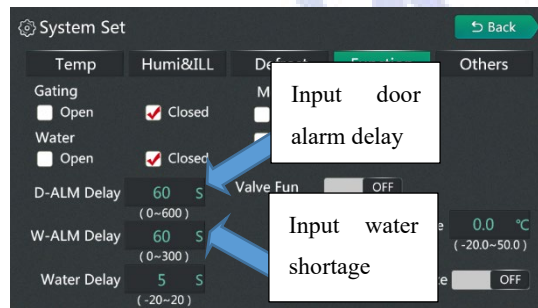 System Set
Back
Temp
Humi&ILL
Others
Gating
Open
Closed
Water
Open
Closed
Input door
alarm delay
D-ALM Delay
60 S
(0~600)
Valve Fun
OFF
W-ALM Delay
60 S
(0~300)
Input water
shortage
0.0 ℃
(-20.0~50.0)
Water Delay
5 S
(-20~20)
OFF